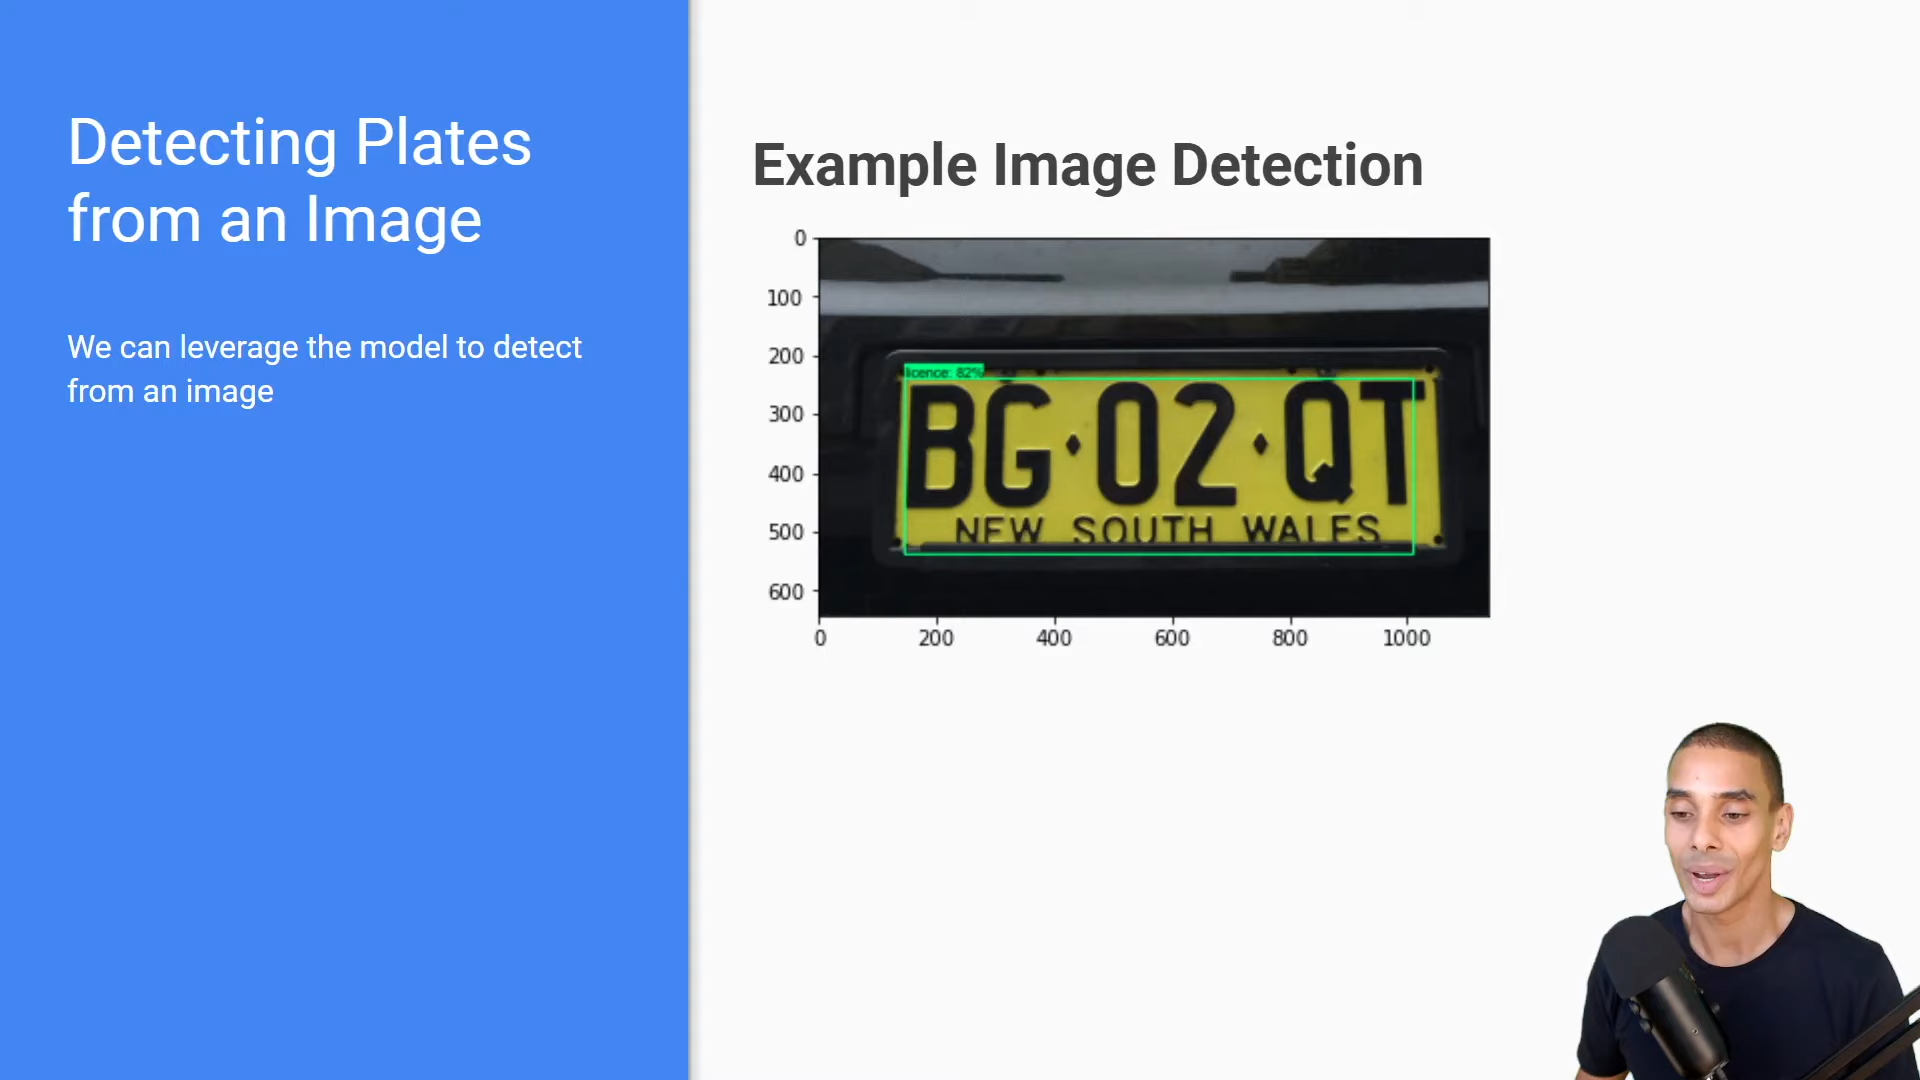 Detecting Plates
from an Image
We can leverage the model to detect
from an image
Example Image Detection
0
100
200
300
400
500
600
licence: 82%
BG·02·QT
NEW SOUTH WALES
0 200 400 600 800 1000